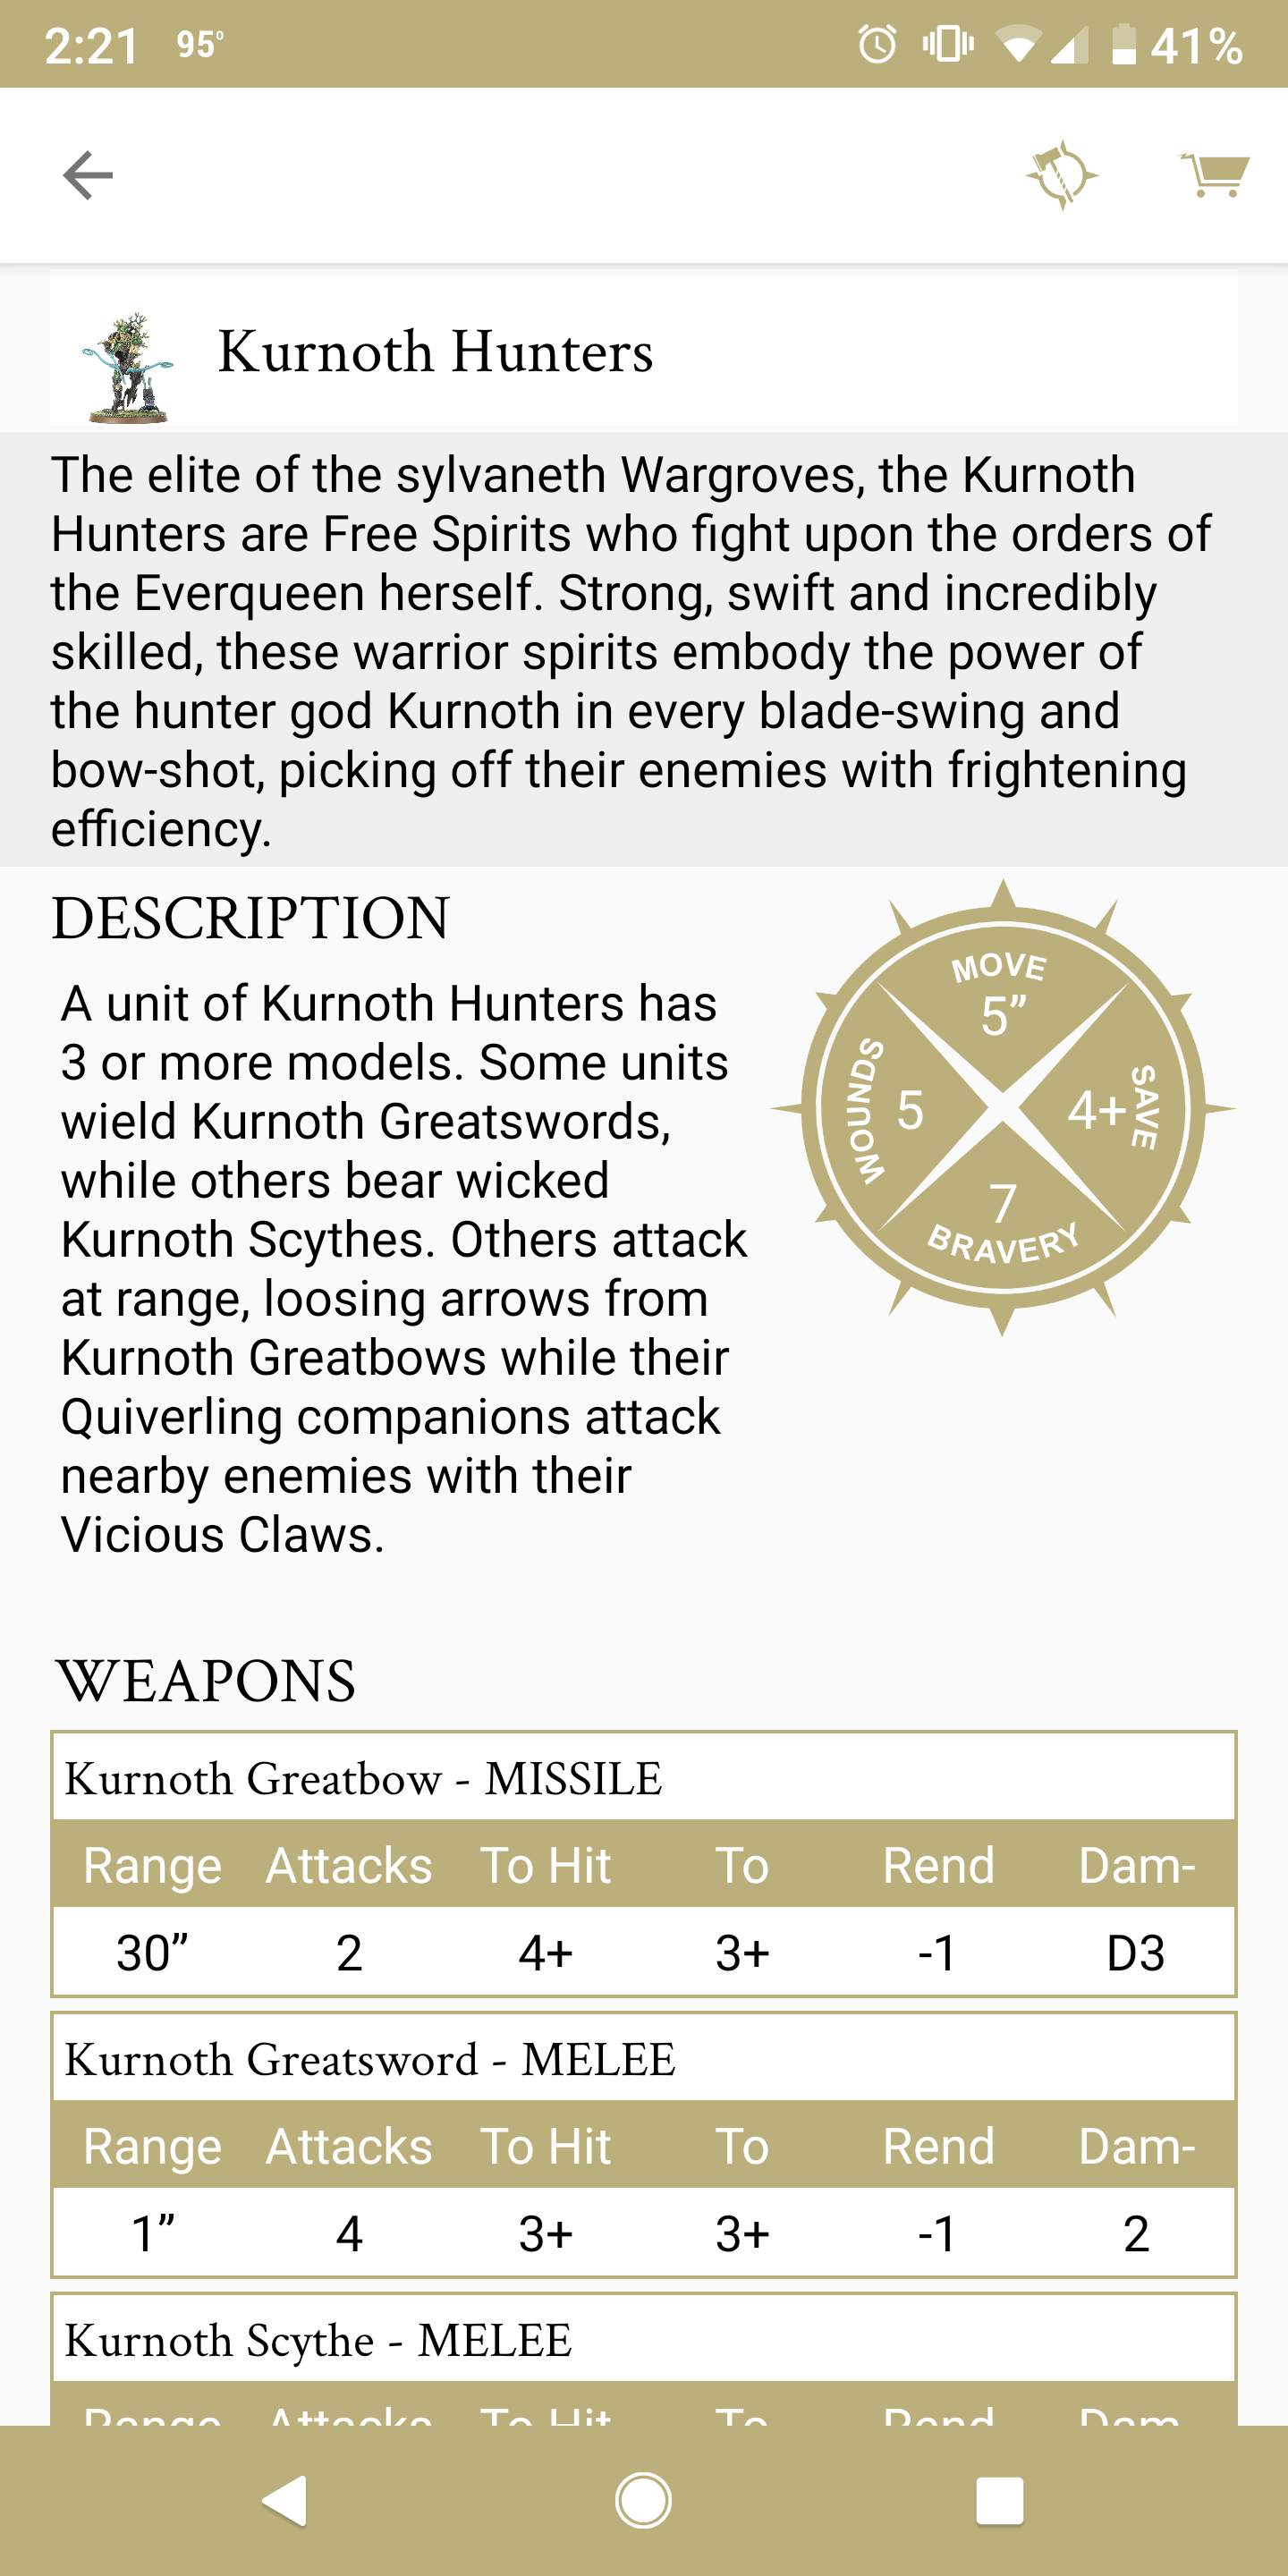 2:21 95° 41%
Kurnoth Hunters
The elite of the sylvaneth Wargroves, the Kurnoth
Hunters are Free Spirits who fight upon the orders of
the Everqueen herself. Strong, swift and incredibly
skilled, these warrior spirits embody the power of
the hunter god Kurnoth in every blade-swing and
bow-shot, picking off their enemies with frightening
efficiency.
DESCRIPTION
A unit of Kurnoth Hunters has
3 or more models. Some units
wield Kurnoth Greatswords,
while others bear wicked
Kurnoth Scythes. Others attack
at range, loosing arrows from
Kurnoth Greatbows while their
Quiverling companions attack
nearby enemies with their
Vicious Claws.
MOVE
5”
WOUNDS 5
4+ SAVE
7
BRAVERY
WEAPONS
Kurnoth Greatbow - MISSILE
Range Attacks To Hit To Rend Dam-
30” 2 4+ 3+ -1 D3
Kurnoth Greatsword - MELEE
Range Attacks To Hit To Rend Dam-
1” 4 3+ 3+ -1 2
Kurnoth Scythe - MELEE
Range Attacks To Hit To Rend Dam-